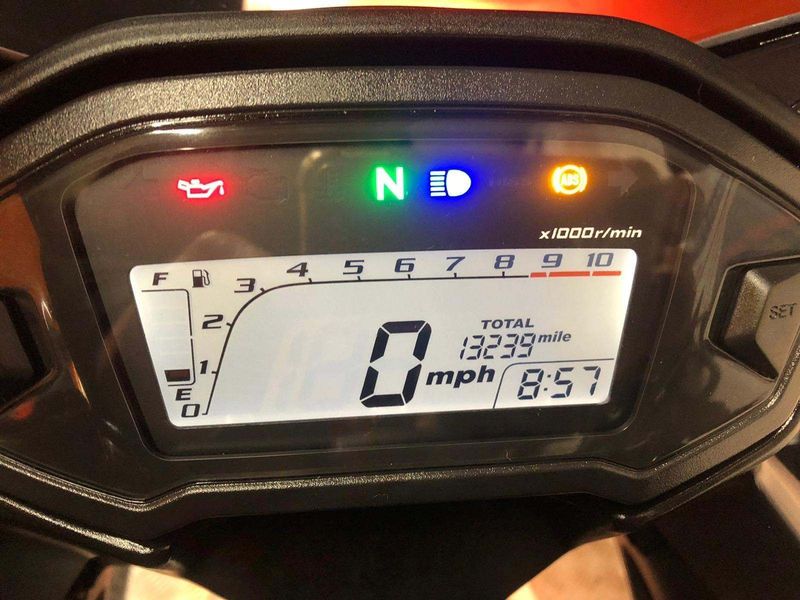 N ABS
x1000r/min
F 3 4 5 6 7 8 9 10
2
TOTAL
13239 mile
1
0 mph 8:57
E
0
SET